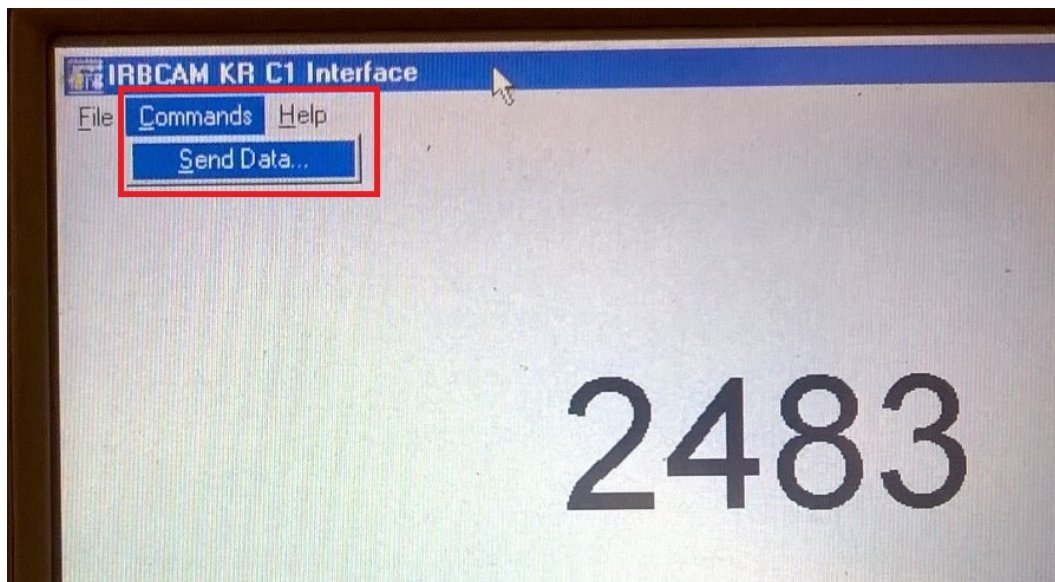 IRBCAM KR C1 Interface
File Commands Help
Send Data...
2483